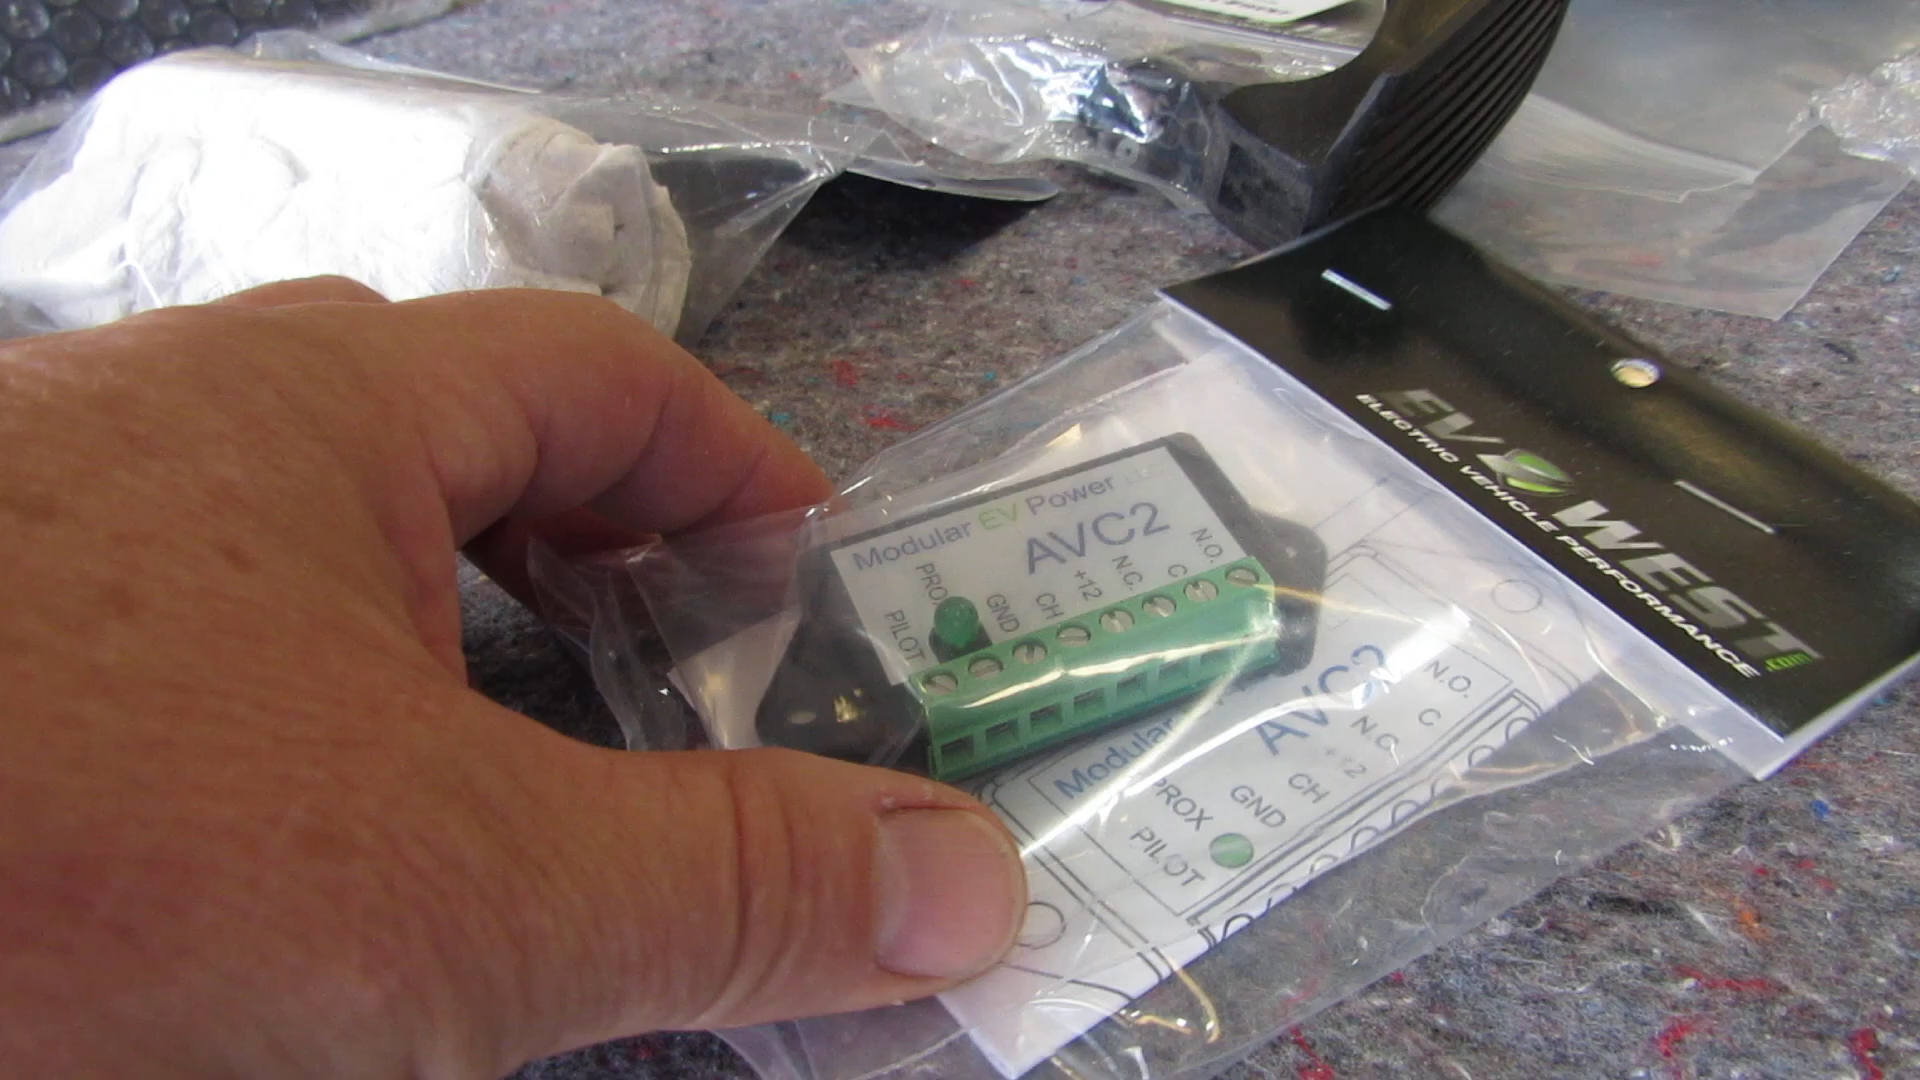 Modular EV Power
AVC2
PROX
PILOT
GND
CH
+12
N.C.
C
N.O.
EV WEST
.com
ELECTRIC VEHICLE PERFORMANCE
Modular
AVC2
PROX
PILOT
GND
CH
+12
N.C.
C
N.O.